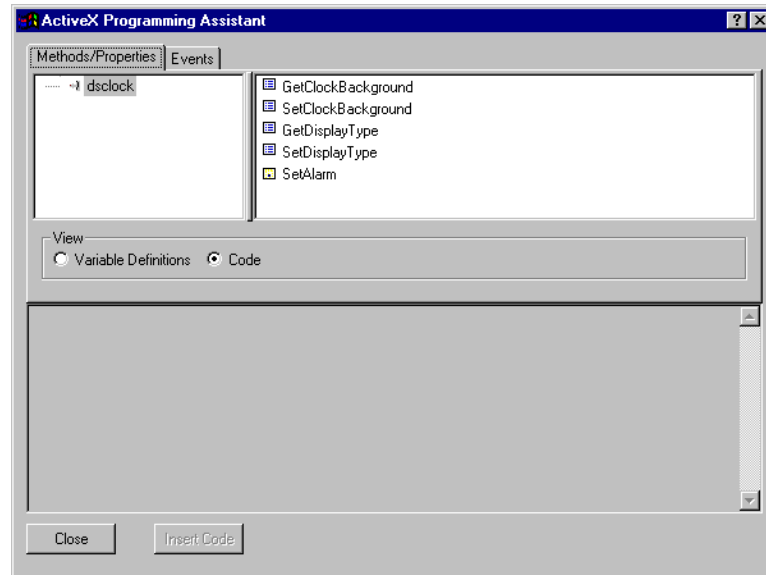 ActiveX Programming Assistant
Methods/Properties Events
dsclock
GetClockBackground
SetClockBackground
GetDisplayType
SetDisplayType
SetAlarm
View
Variable Definitions Code
Close Insert Code